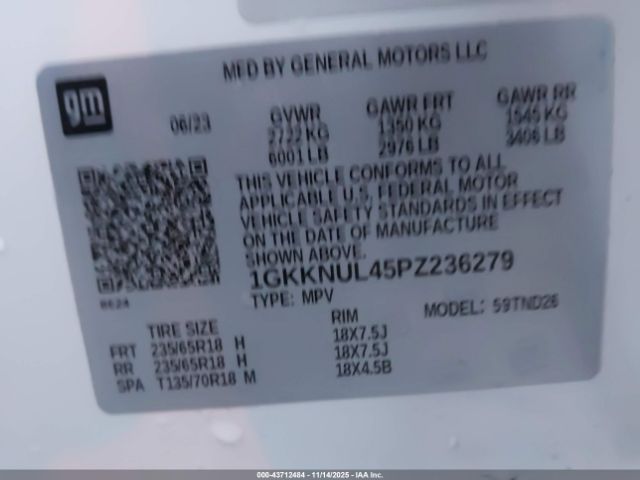 MFD BY GENERAL MOTORS LLC
gm
06/23 GVWR GAWR FRT GAWR RR
2722 KG 1350 KG 1545 KG
6001 LB 2976 LB 3406 LB
THIS VEHICLE CONFORMS TO ALL
APPLICABLE U.S. FEDERAL MOTOR
VEHICLE SAFETY STANDARDS IN EFFECT
ON THE DATE OF MANUFACTURE
SHOWN ABOVE.
1GKKNUL45PZ236279
TYPE: MPV MODEL: 59TND26
TIRE SIZE RIM
FRT 235/65R18 H 18X7.5J
RR 235/65R18 H 18X7.5J
SPA T135/70R18 M 18X4.5B
000-43712484 - 11/14/2025 - IAA Inc.